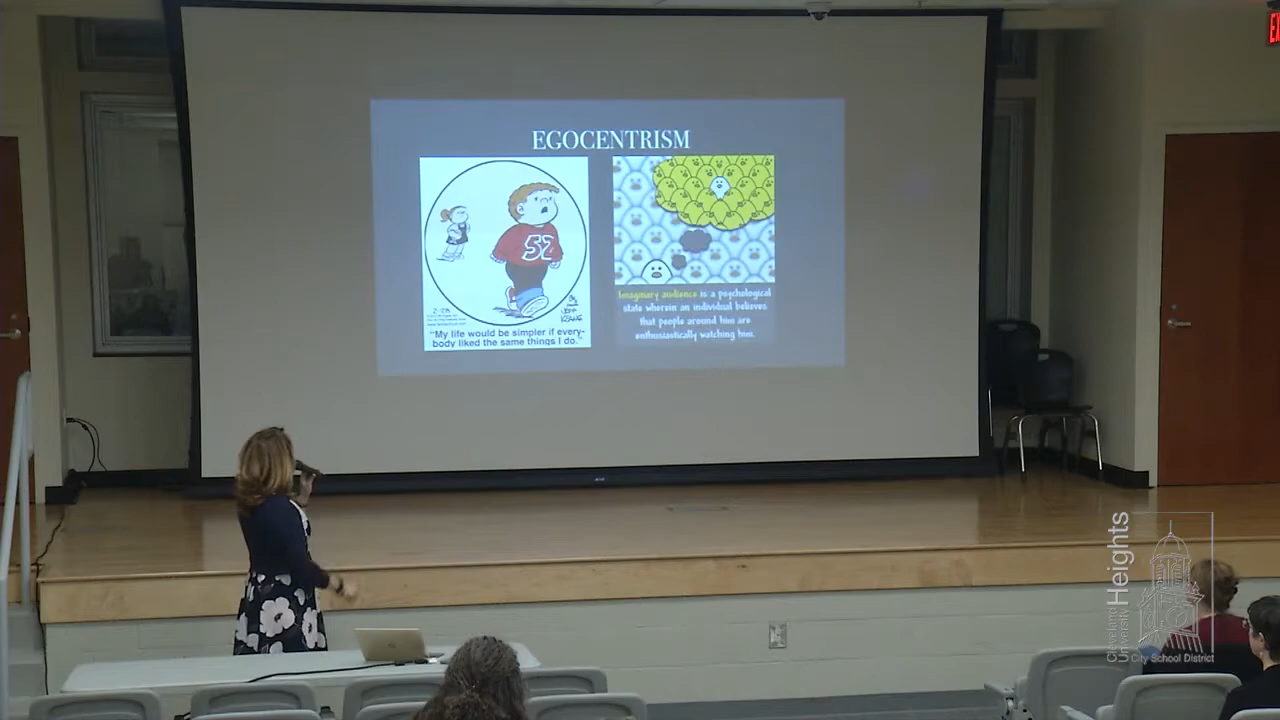 EGOCENTRISM
52
"My life would be simpler if every-
body liked the same things I do."
Imaginary audience is a psychological
state wherein an individual believes
that people around him are
enthusiastically watching him.
Cleveland
University
Heights
City School District